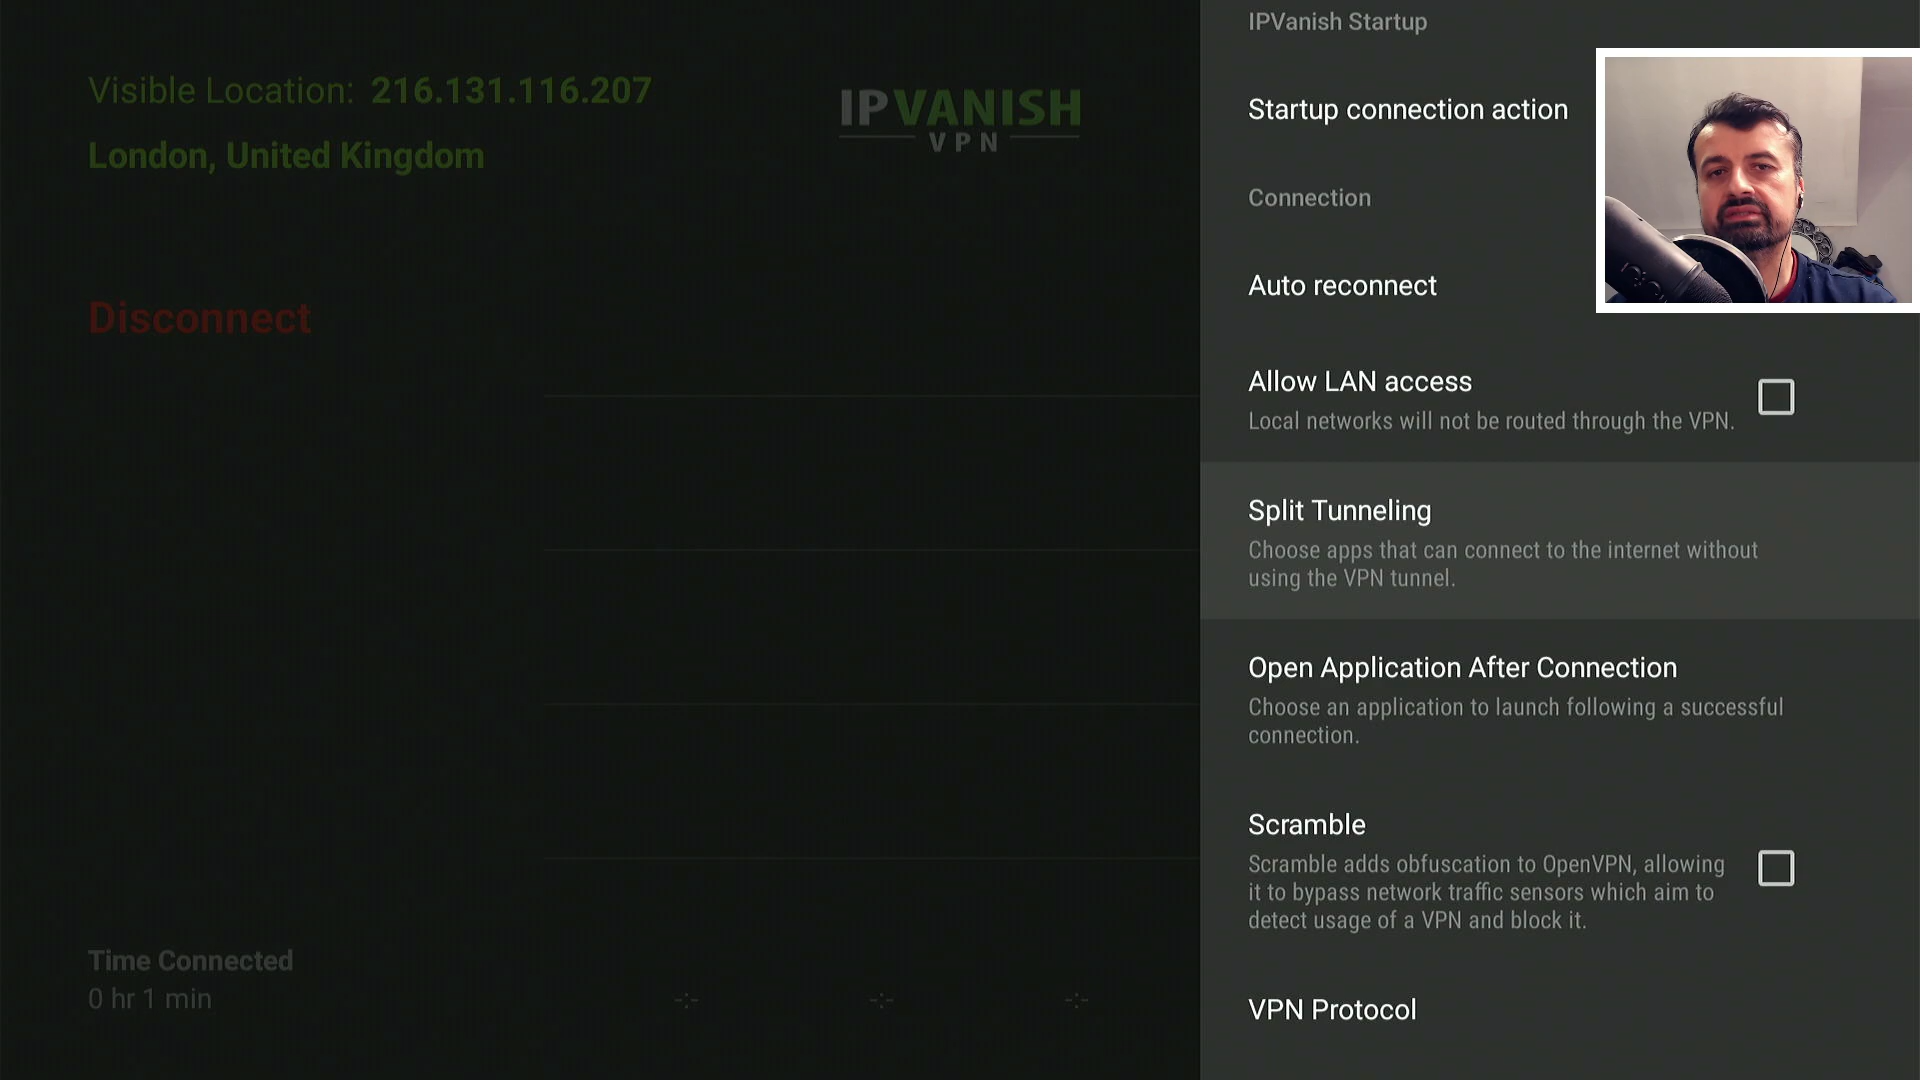 Visible Location: 216.131.116.207
London, United Kingdom
IPVANISH
VPN
Disconnect
Time Connected
0 hr 1 min
-:-
-:-
-:-
IPVanish Startup
Startup connection action
Connection
Auto reconnect
Allow LAN access
Local networks will not be routed through the VPN.
Split Tunneling
Choose apps that can connect to the internet without
using the VPN tunnel.
Open Application After Connection
Choose an application to launch following a successful
connection.
Scramble
Scramble adds obfuscation to OpenVPN, allowing
it to bypass network traffic sensors which aim to
detect usage of a VPN and block it.
VPN Protocol